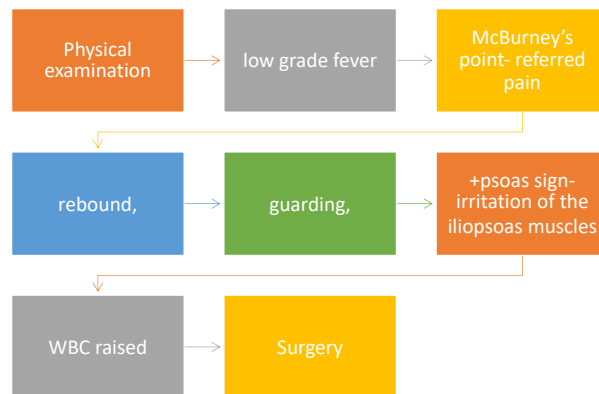 Physical
examination
low grade fever
McBurney's
point- referred
pain
rebound,
guarding,
+psoas sign-
irritation of the
iliopsoas muscles
WBC raised
Surgery